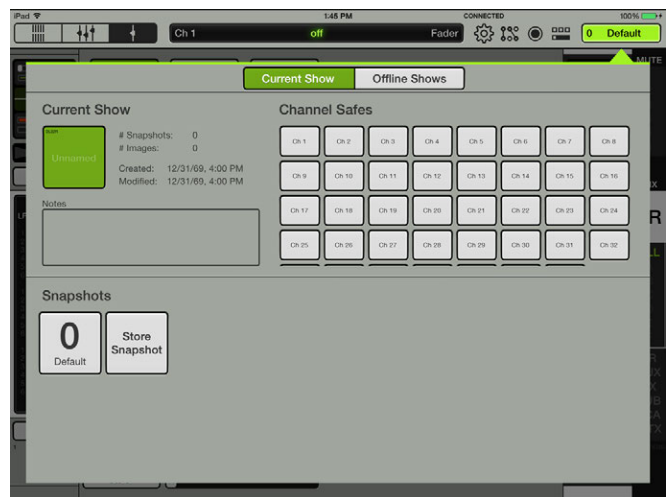 iPad 1:45 PM CONNECTED 100%
Ch 1 off Fader 0 Default
MUTE
Current Show Offline Shows
Current Show
Unnamed
# Snapshots: 0
# Images: 0
Created: 12/31/69, 4:00 PM
Modified: 12/31/69, 4:00 PM
Notes
Channel Safes
Ch 1 Ch 2 Ch 3 Ch 4 Ch 5 Ch 6 Ch 7 Ch 8
Ch 9 Ch 10 Ch 11 Ch 12 Ch 13 Ch 14 Ch 15 Ch 16
Ch 17 Ch 18 Ch 19 Ch 20 Ch 21 Ch 22 Ch 23 Ch 24
Ch 25 Ch 26 Ch 27 Ch 28 Ch 29 Ch 30 Ch 31 Ch 32
Snapshots
0
Default
Store
Snapshot